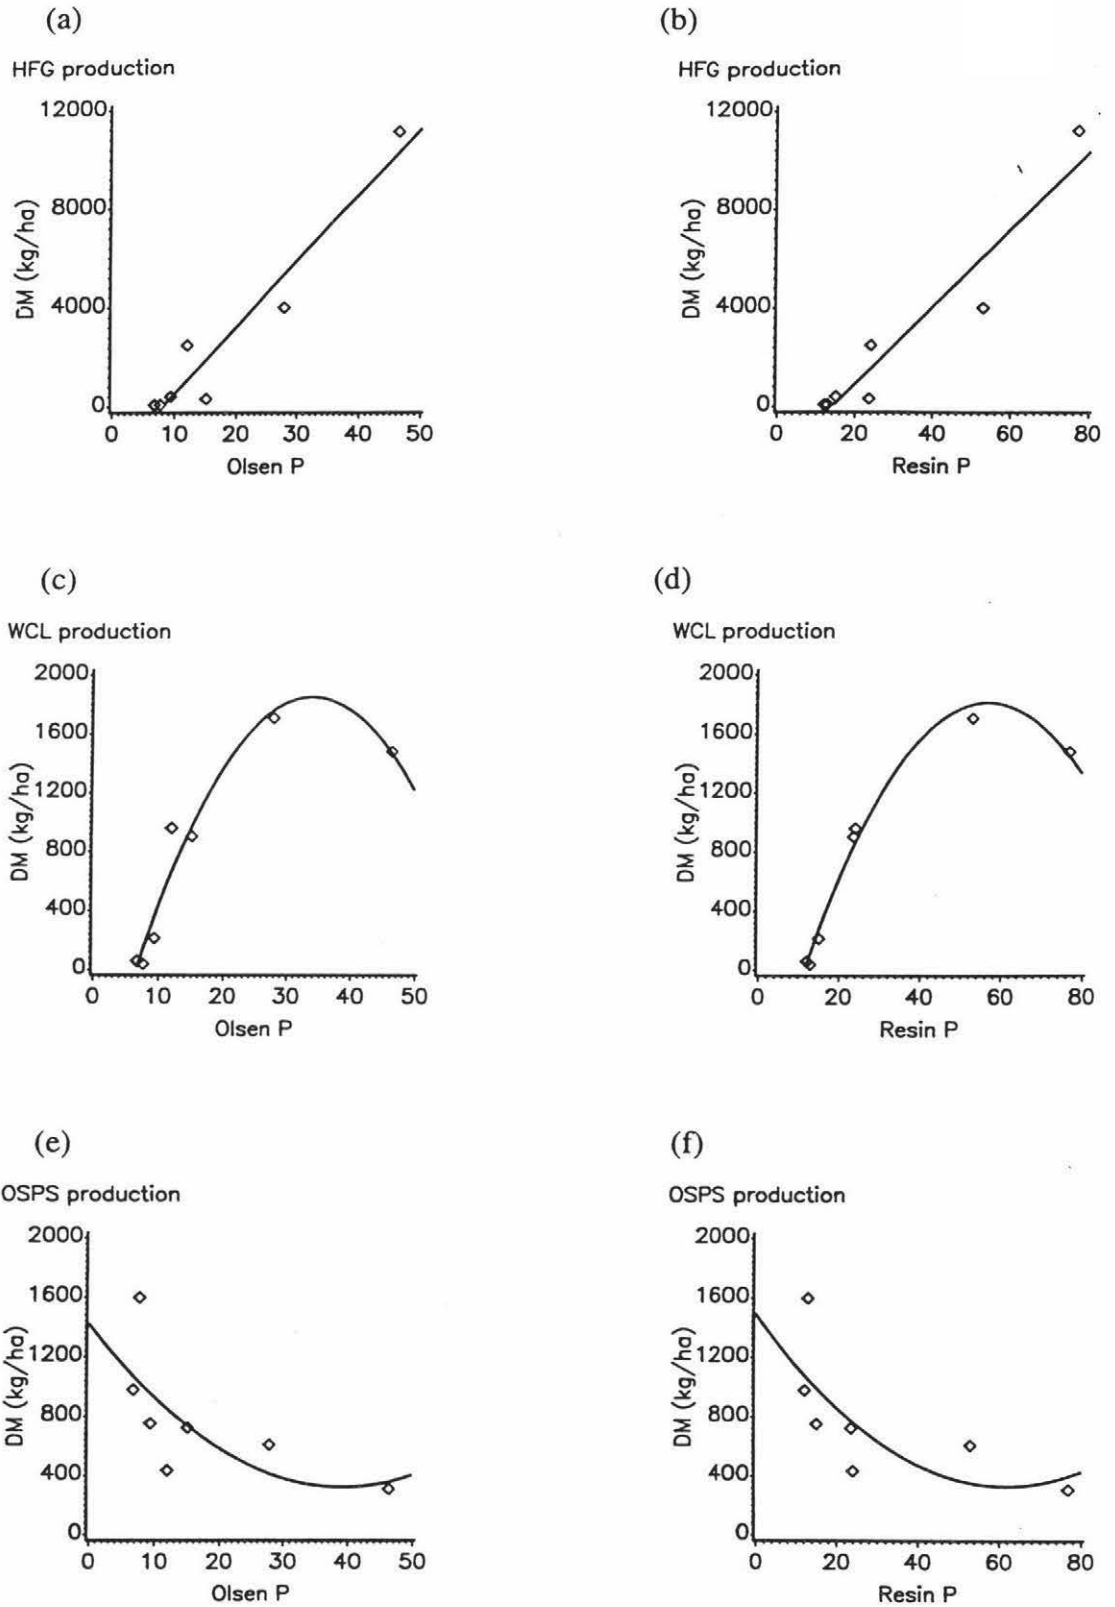 (a)
HFG production
12000
8000
4000
0
DM (kg/ha)
0 10 20 30 40 50
Olsen P
(b)
HFG production
12000
8000
4000
0
DM (kg/ha)
0 20 40 60 80
Resin P
(c)
WCL production
2000
1600
1200
800
400
0
DM (kg/ha)
0 10 20 30 40 50
Olsen P
(d)
WCL production
2000
1600
1200
800
400
0
DM (kg/ha)
0 20 40 60 80
Resin P
(e)
OSPS production
2000
1600
1200
800
400
0
DM (kg/ha)
0 10 20 30 40 50
Olsen P
(f)
OSPS production
2000
1600
1200
800
400
0
DM (kg/ha)
0 20 40 60 80
Resin P